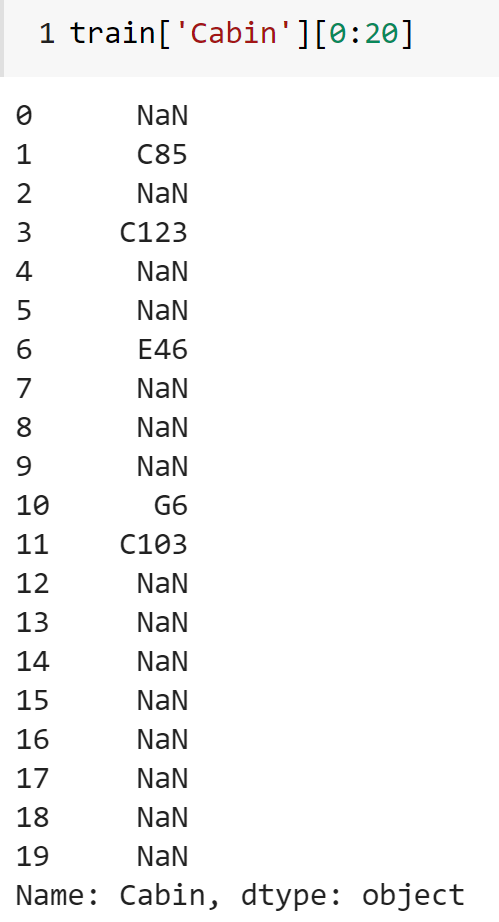 1 train['Cabin'][0:20]
0 NaN
1 C85
2 NaN
3 C123
4 NaN
5 NaN
6 E46
7 NaN
8 NaN
9 NaN
10 G6
11 C103
12 NaN
13 NaN
14 NaN
15 NaN
16 NaN
17 NaN
18 NaN
19 NaN
Name: Cabin, dtype: object